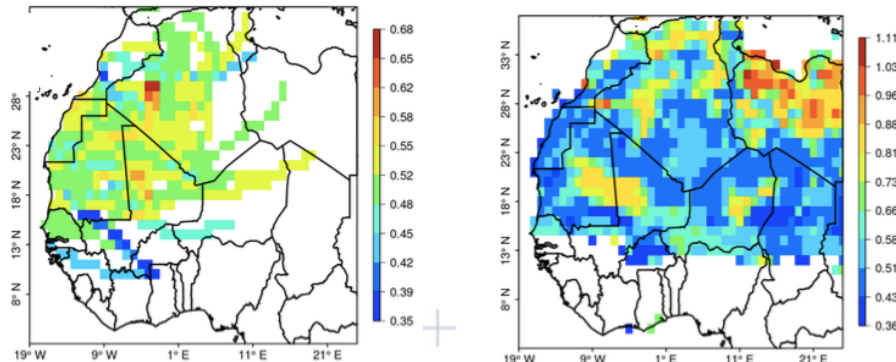 0.68
0.65
0.62
0.58
0.55
0.52
0.48
0.45
0.42
0.39
0.35
28° N
23° N
18° N
13° N
8° N
19° W
9° W
1° E
11° E
21° E
1.11
1.03
0.96
0.88
0.81
0.73
0.66
0.58
0.51
0.43
0.36
33° N
28° N
23° N
18° N
13° N
8° N
19° W
9° W
1° E
11° E
21° E